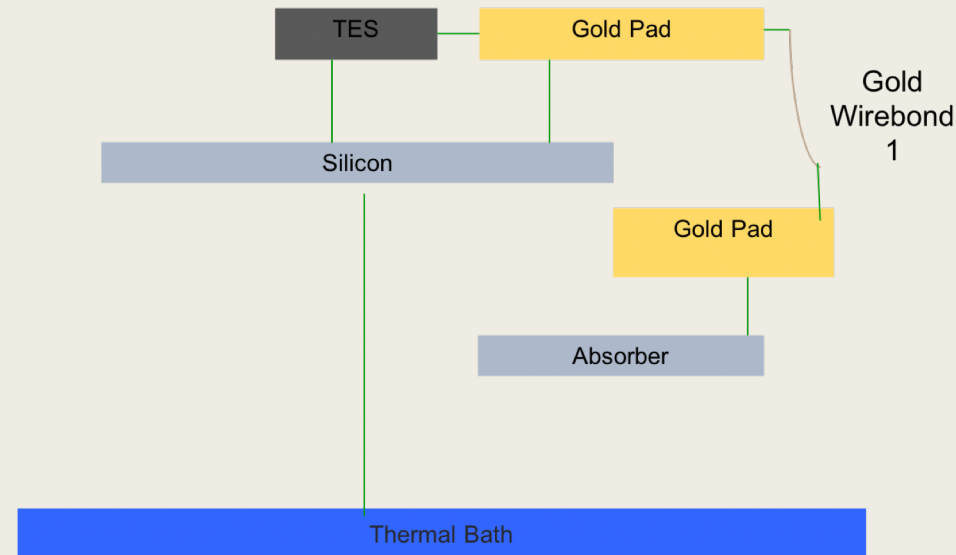 TES
Gold Pad
Gold
Wirebond
1
Silicon
Gold Pad
Absorber
Thermal Bath